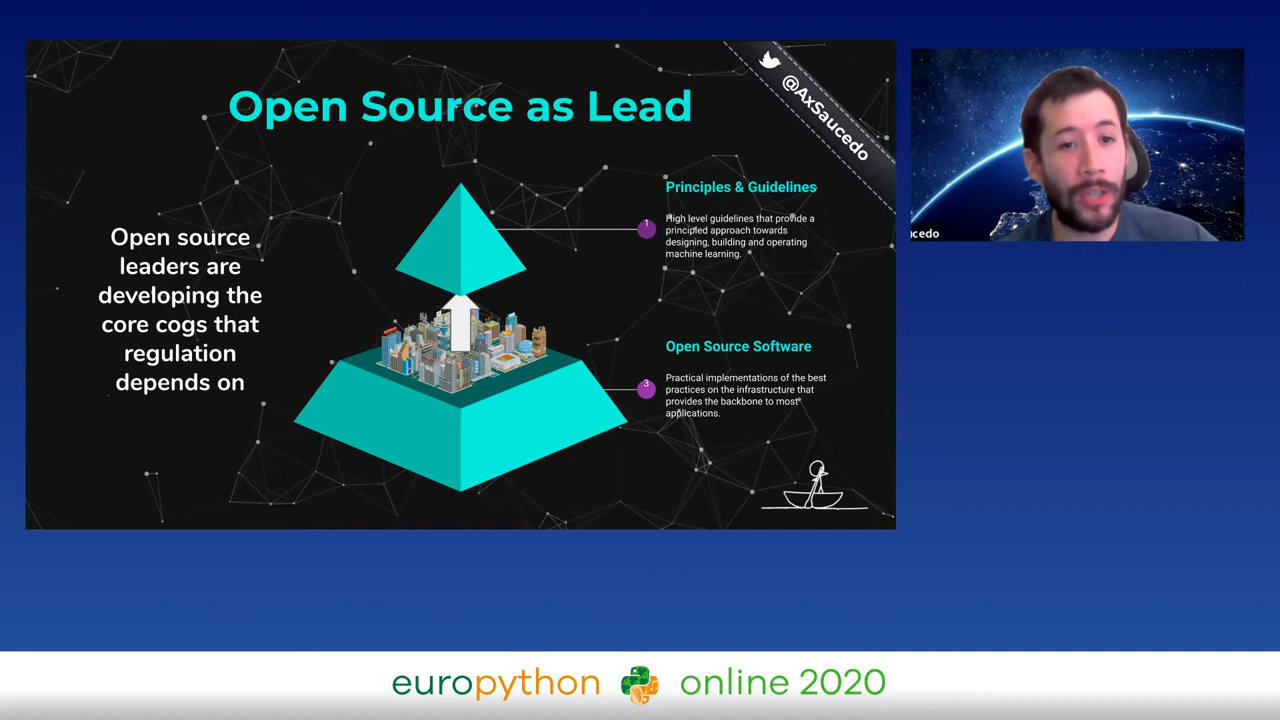 Open Source as Lead
@AxSaucedo
Open source
leaders are
developing the
core cogs that
regulation
depends on
1
Principles & Guidelines
High level guidelines that provide a
principled approach towards
designing, building and operating
machine learning.
3
Open Source Software
Practical implementations of the best
practices on the infrastructure that
provides the backbone to most
applications.
ucedo
europython online 2020